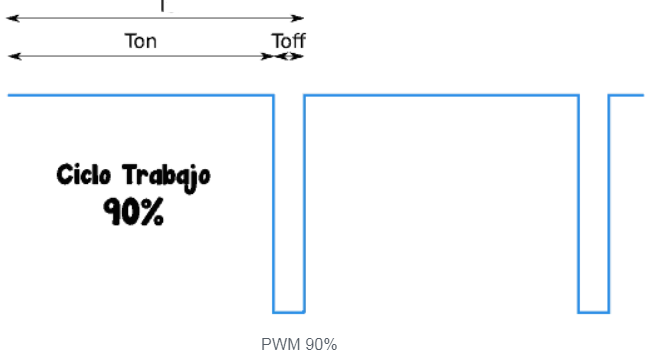 T
Ton Toff
Ciclo Trabajo
90%
PWM 90%